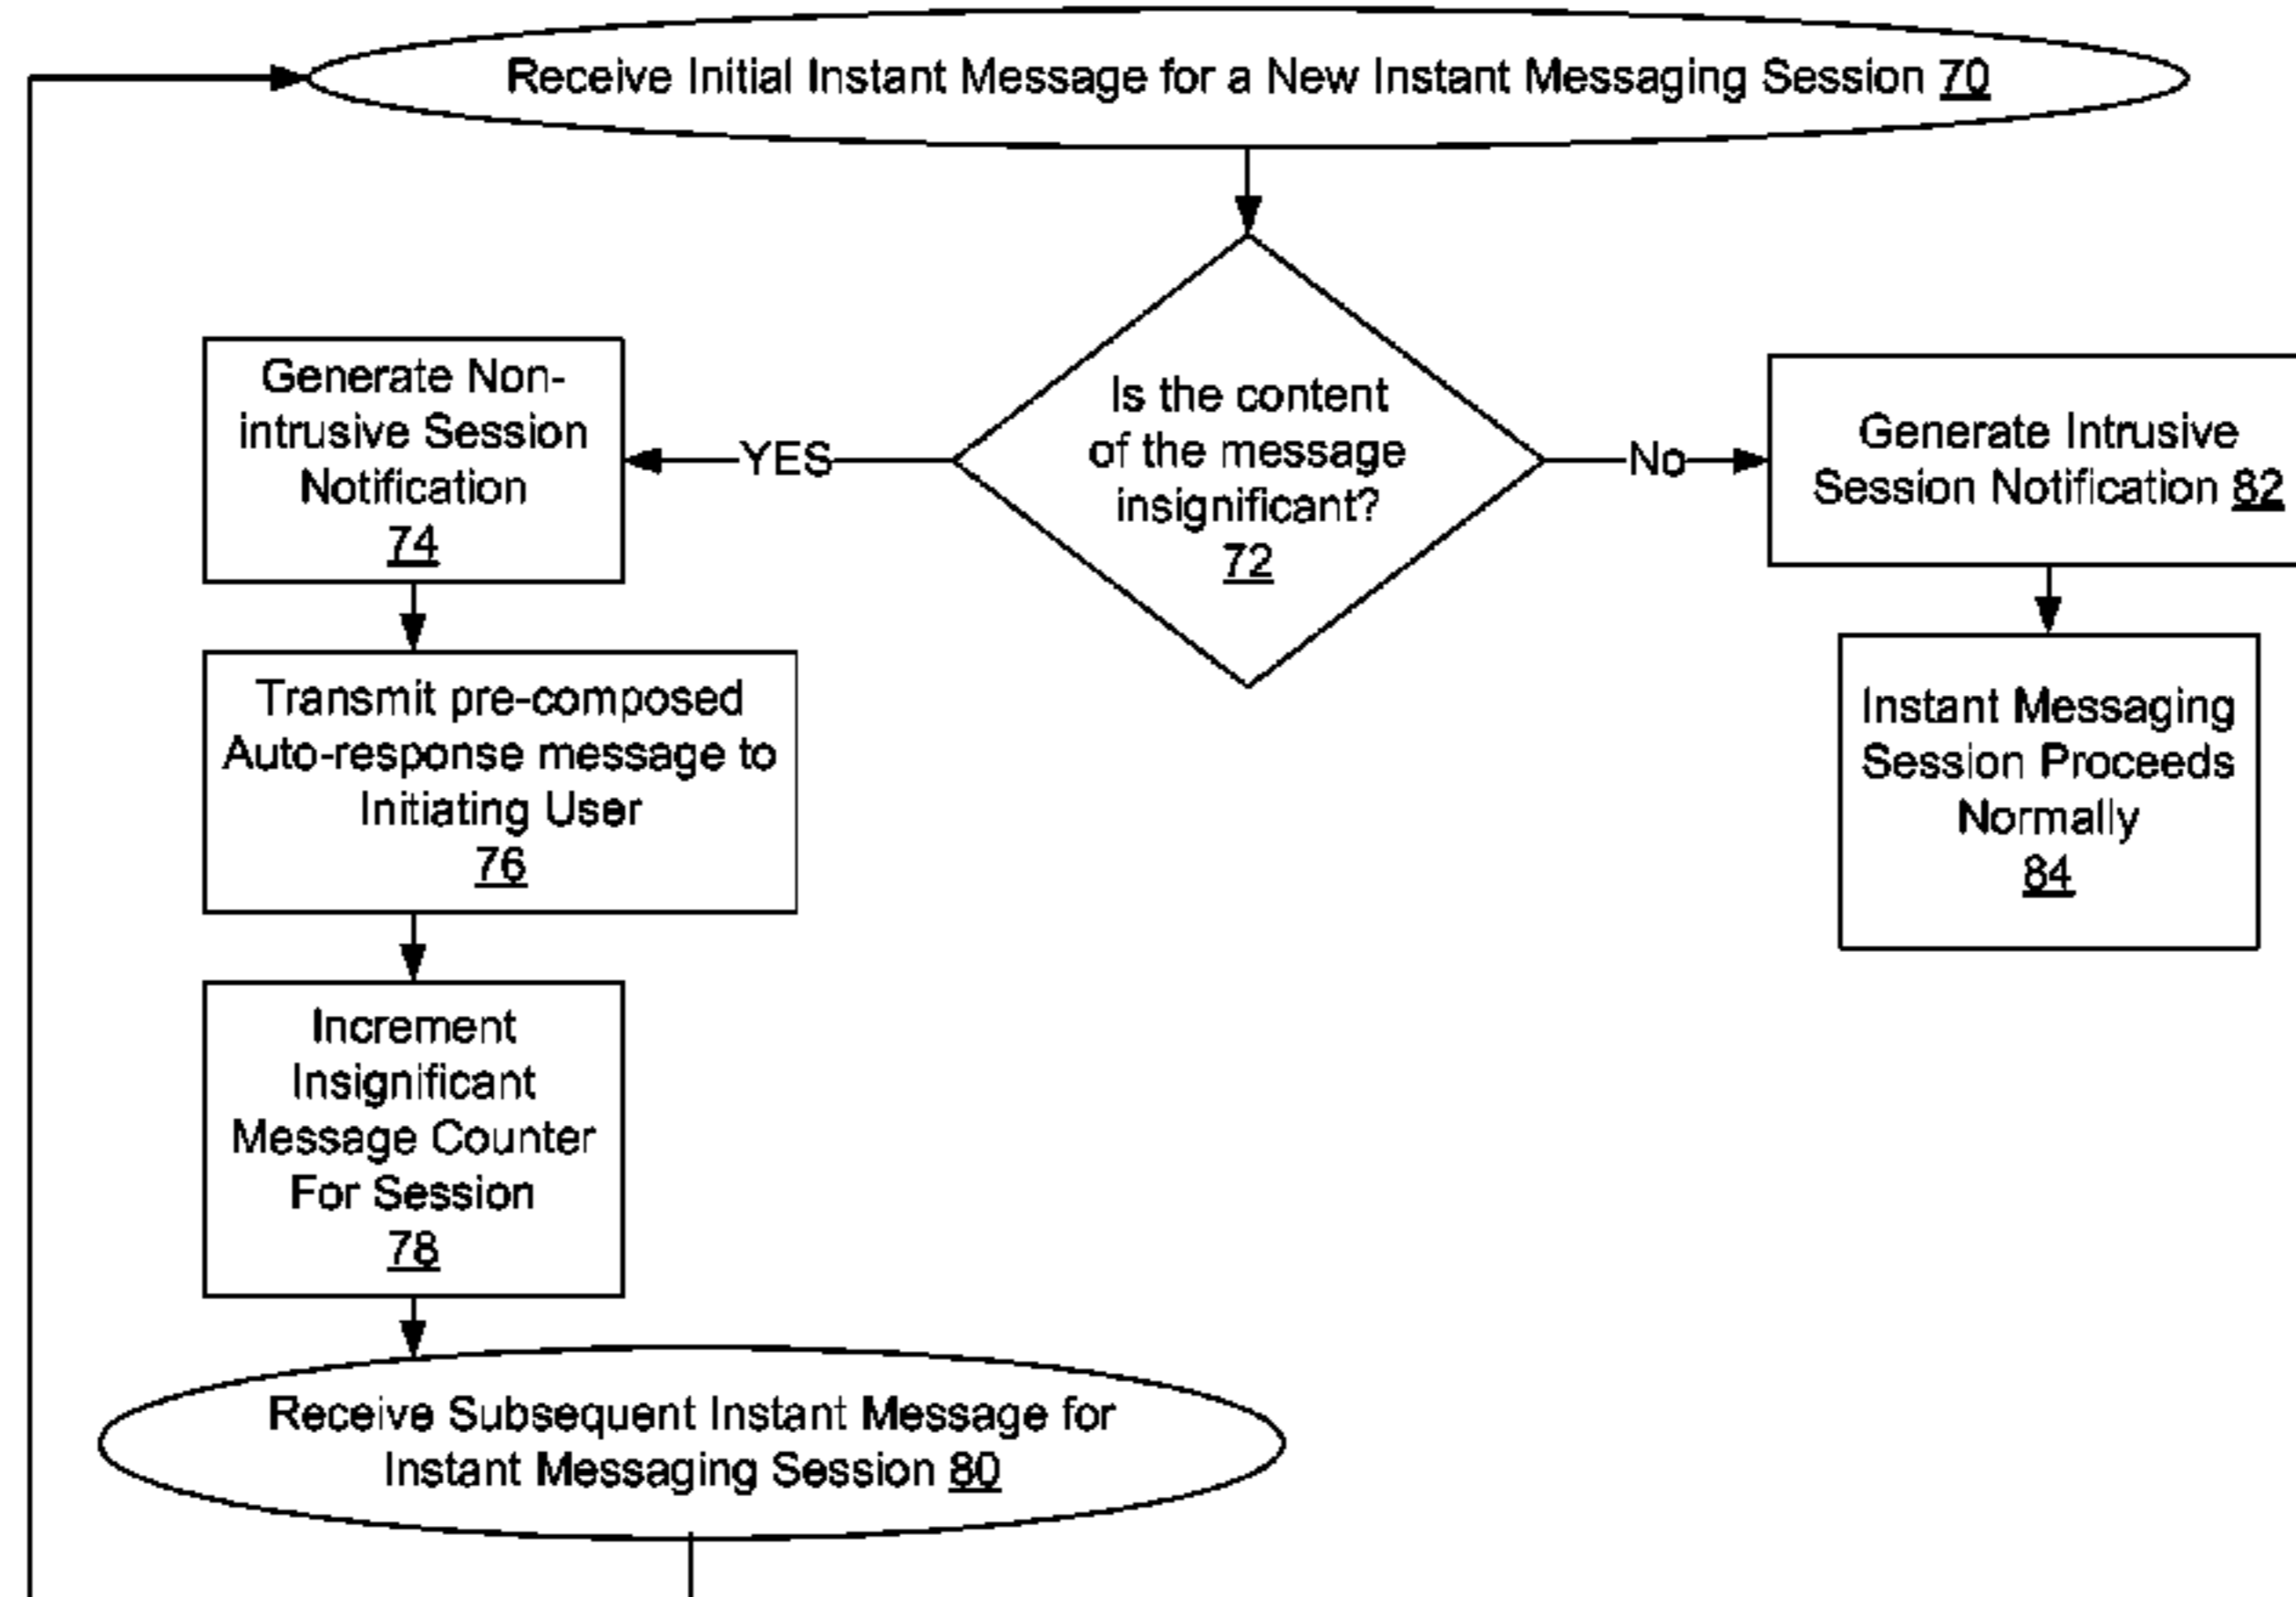 Receive Initial Instant Message for a New Instant Messaging Session 70
Is the content
of the message
insignificant?
72
YES
No
Generate Non-
intrusive Session
Notification
74
Transmit pre-composed
Auto-response message to
Initiating User
76
Increment
Insignificant
Message Counter
For Session
78
Receive Subsequent Instant Message for
Instant Messaging Session 80
Generate Intrusive
Session Notification 82
Instant Messaging
Session Proceeds
Normally
84